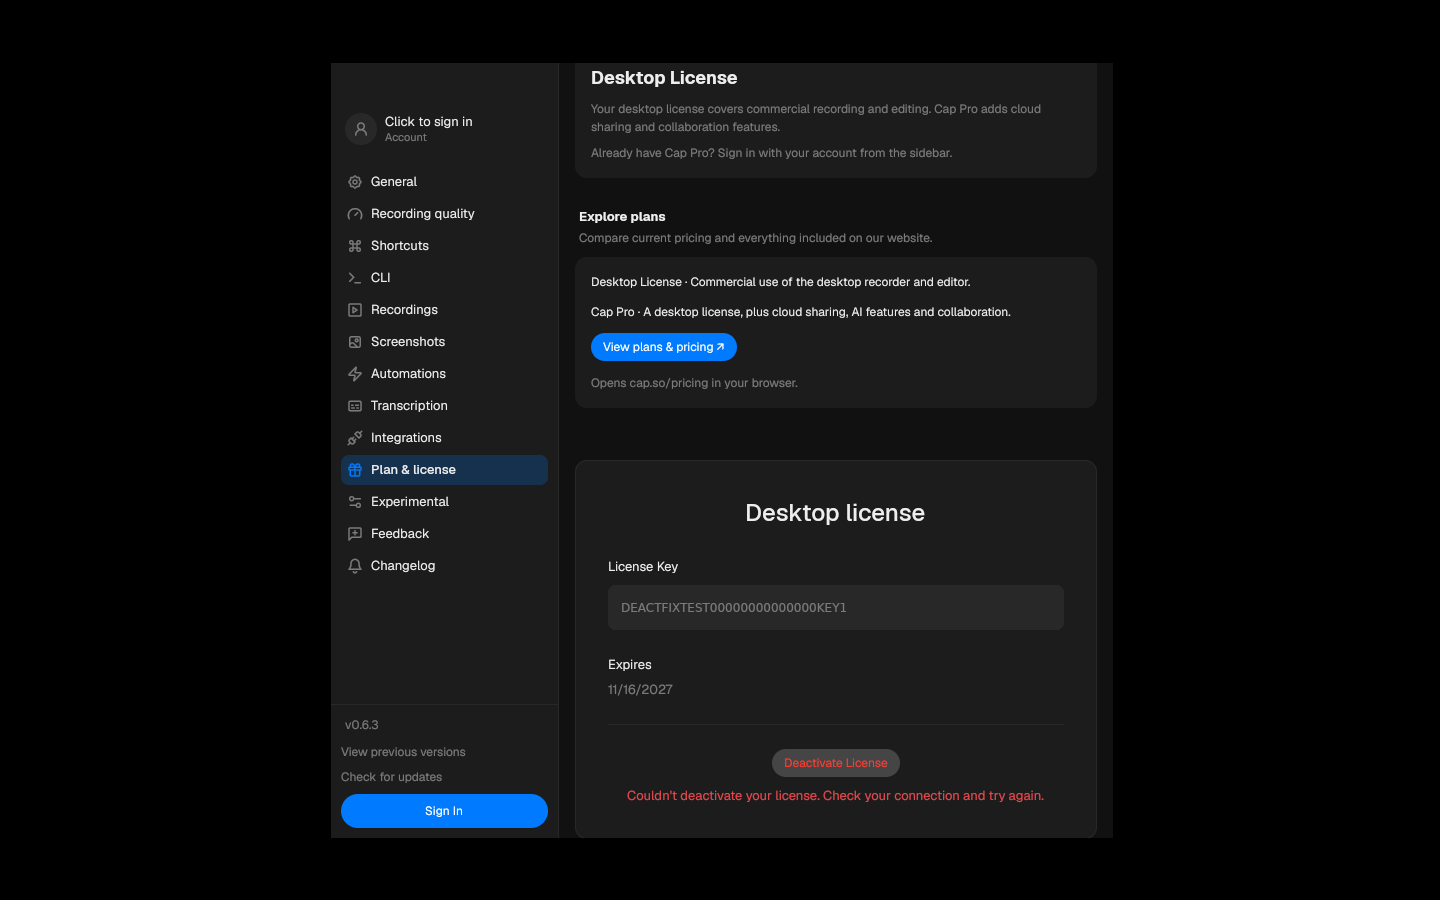 Click to sign in
Account
General
Recording quality
Shortcuts
CLI
Recordings
Screenshots
Automations
Transcription
Integrations
Plan & license
Experimental
Feedback
Changelog
v0.6.3
View previous versions
Check for updates
Sign In
Desktop License
Your desktop license covers commercial recording and editing. Cap Pro adds cloud
sharing and collaboration features.
Already have Cap Pro? Sign in with your account from the sidebar.
Explore plans
Compare current pricing and everything included on our website.
Desktop License · Commercial use of the desktop recorder and editor.
Cap Pro · A desktop license, plus cloud sharing, AI features and collaboration.
View plans & pricing ↗
Opens cap.so/pricing in your browser.
Desktop license
License Key
DEACTFIXTEST00000000000000KEY1
Expires
11/16/2027
Deactivate License
Couldn't deactivate your license. Check your connection and try again.